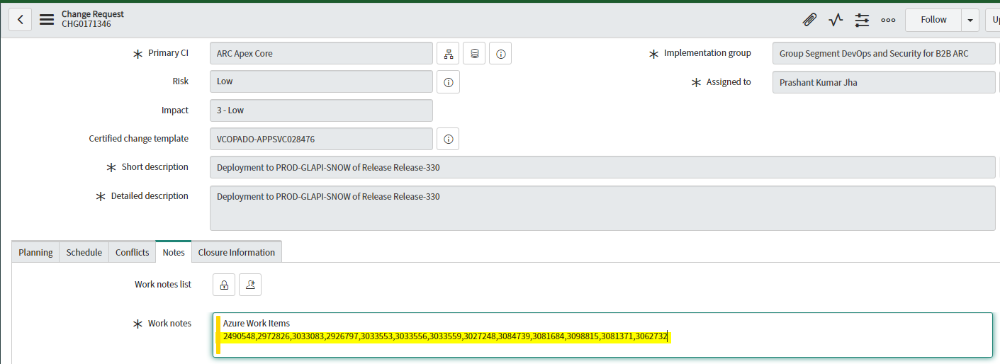 Change Request
CHG0171346
Follow
Primary CI
ARC Apex Core
Implementation group
Group Segment DevOps and Security for B2B ARC
Risk
Low
Assigned to
Prashant Kumar Jha
Impact
3 - Low
Certified change template
VCOPADO-APPSVC028476
Short description
Deployment to PROD-GLAPI-SNOW of Release Release-330
Detailed description
Deployment to PROD-GLAPI-SNOW of Release Release-330
Planning
Schedule
Conflicts
Notes
Closure Information
Work notes list
Work notes
Azure Work Items
2490548,2972826,3033083,2926797,3033553,3033556,3033559,3027248,3084739,3081684,3098815,3081371,3062732